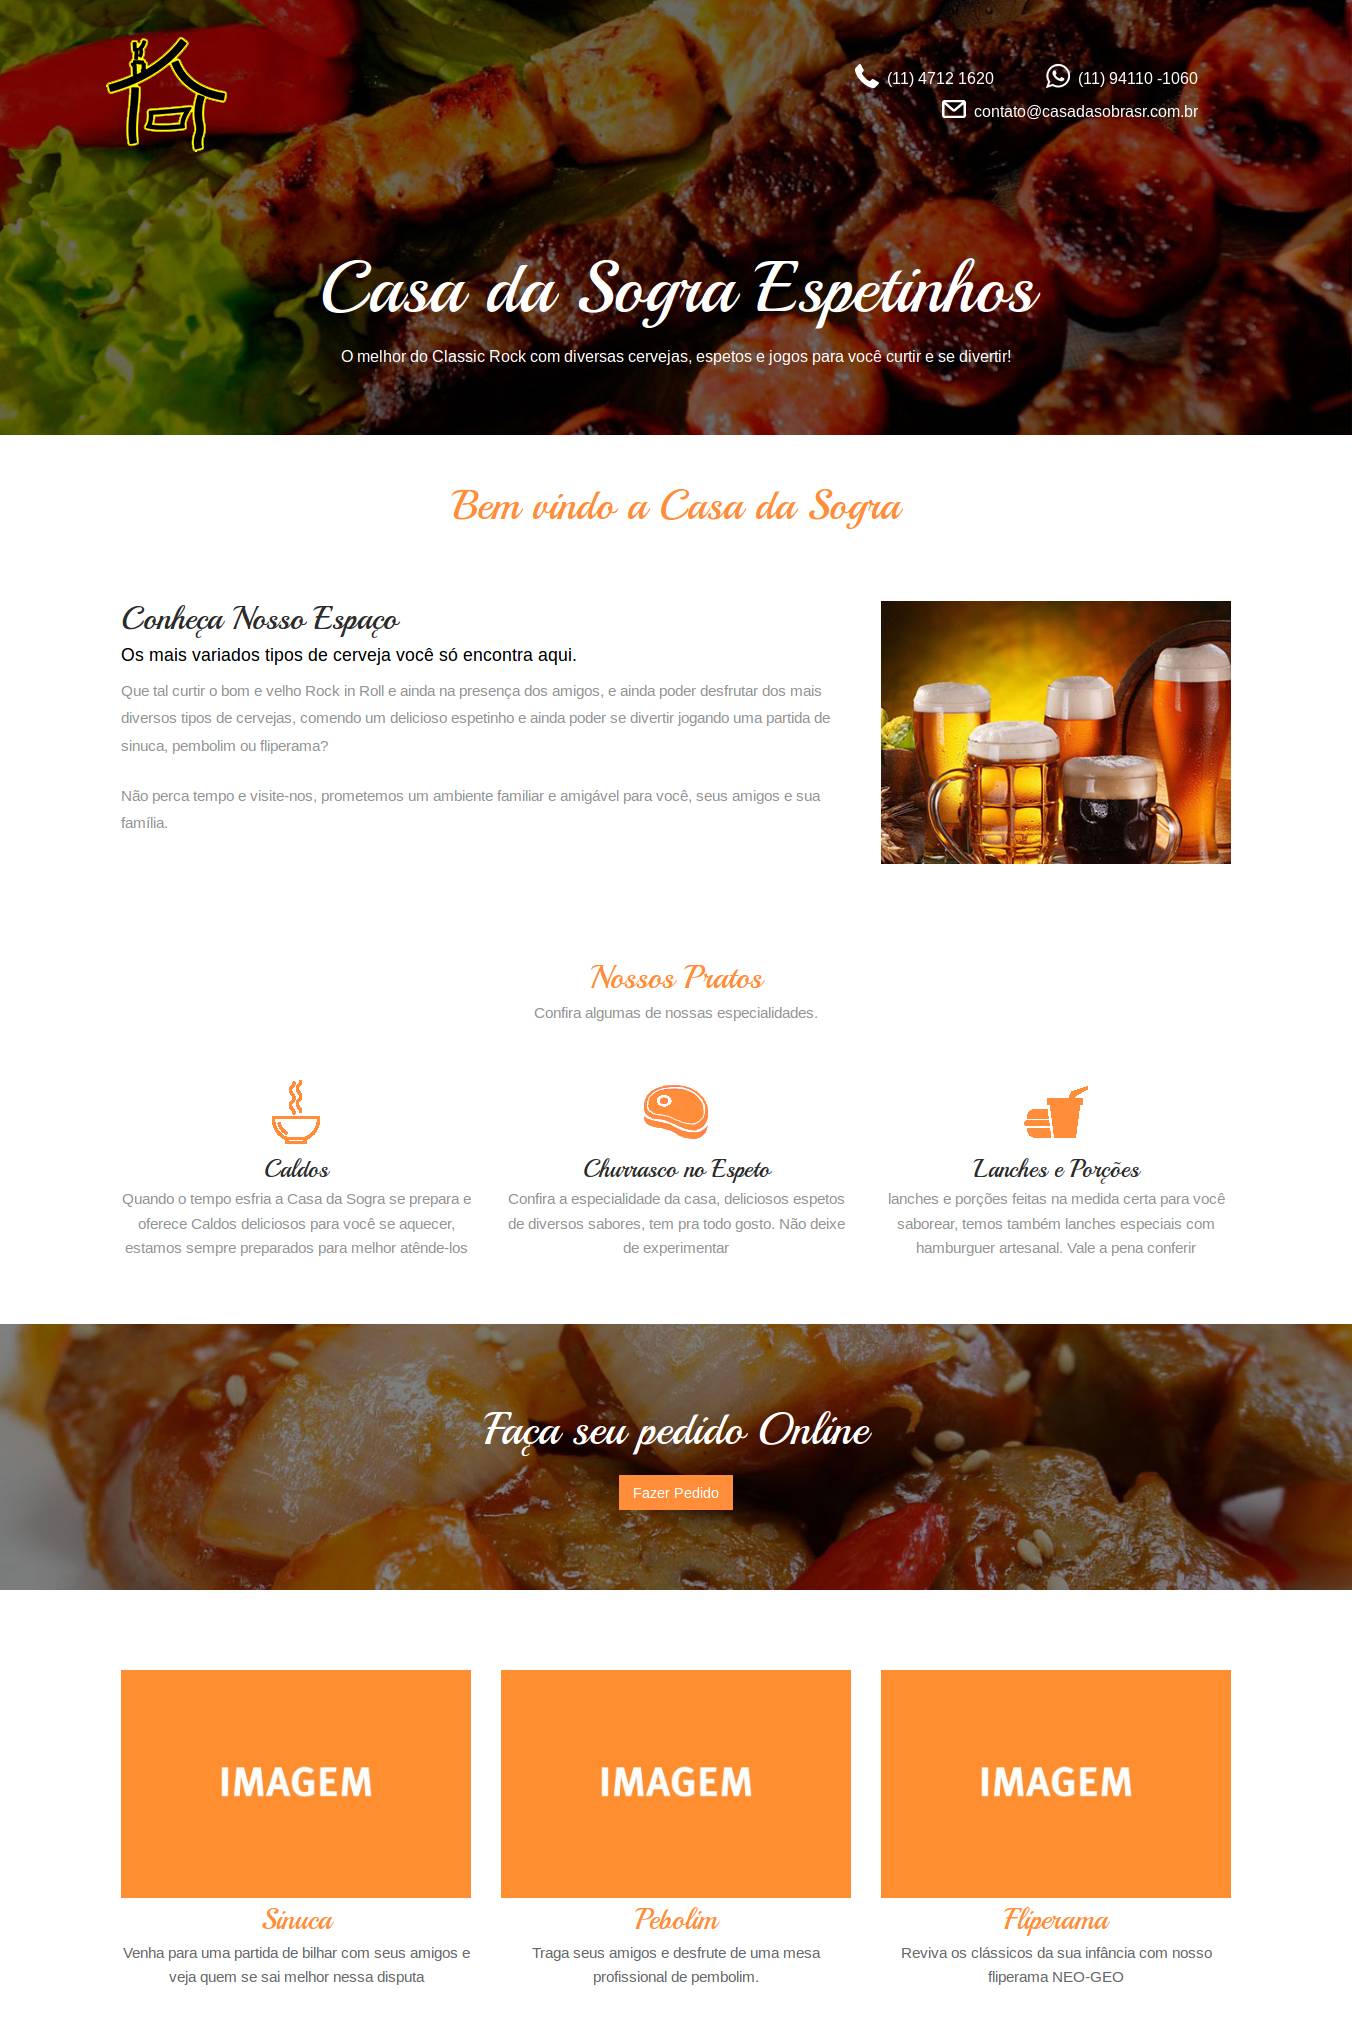 (11) 4712 1620
(11) 94110 -1060
contato@casadasobrasr.com.br
Casa da Sogra Espetinhos
O melhor do Classic Rock com diversas cervejas, espetos e jogos para você curtir e se divertir!
Bem vindo a Casa da Sogra
Conheça Nosso Espaço
Os mais variados tipos de cerveja você só encontra aqui.
Que tal curtir o bom e velho Rock in Roll e ainda na presença dos amigos, e ainda poder desfrutar dos mais
diversos tipos de cervejas, comendo um delicioso espetinho e ainda poder se divertir jogando uma partida de
sinuca, pembolim ou fliperama?
Não perca tempo e visite-nos, prometemos um ambiente familiar e amigável para você, seus amigos e sua
família.
Nossos Pratos
Confira algumas de nossas especialidades.
Caldos
Quando o tempo esfria a Casa da Sogra se prepara e
oferece Caldos deliciosos para você se aquecer,
estamos sempre preparados para melhor atênde-los
Churrasco no Espeto
Confira a especialidade da casa, deliciosos espetos
de diversos sabores, tem pra todo gosto. Não deixe
de experimentar
Lanches e Porções
lanches e porções feitas na medida certa para você
saborear, temos também lanches especiais com
hamburguer artesanal. Vale a pena conferir
Faça seu pedido Online
Fazer Pedido
IMAGEM
Sinuca
Venha para uma partida de bilhar com seus amigos e
veja quem se sai melhor nessa disputa
IMAGEM
Pebolim
Traga seus amigos e desfrute de uma mesa
profissional de pembolim.
IMAGEM
Fliperama
Reviva os clássicos da sua infância com nosso
fliperama NEO-GEO